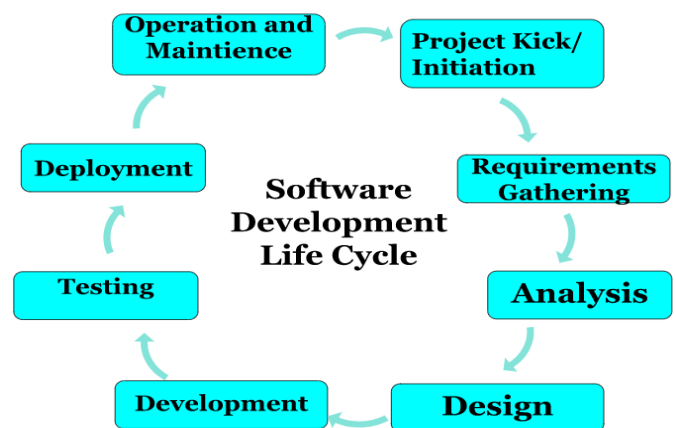 Operation and
Maintience
Project Kick/
Initiation
Requirements
Gathering
Analysis
Design
Development
Testing
Deployment
Software
Development
Life Cycle